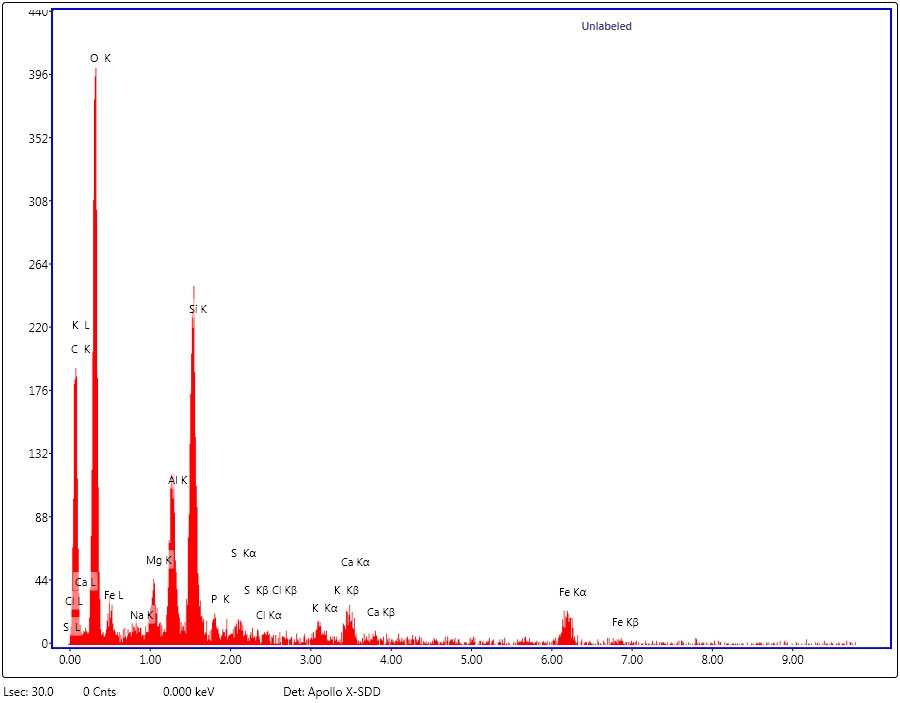 440
Unlabeled
O K
396
352
308
264
K L
Si K
220
C K
176
132
Al K
88
S Kα
Mg K
Ca Kα
44
Ca L
Fe L
S Kβ Cl Kβ
K Kβ
Fe Kα
Cl L
P K
K Kα
Na K
Cl Kα
Ca Kβ
Fe Kβ
S L
0
0.00 1.00 2.00 3.00 4.00 5.00 6.00 7.00 8.00 9.00
Lsec: 30.0 0 Cnts 0.000 keV Det: Apollo X-SDD